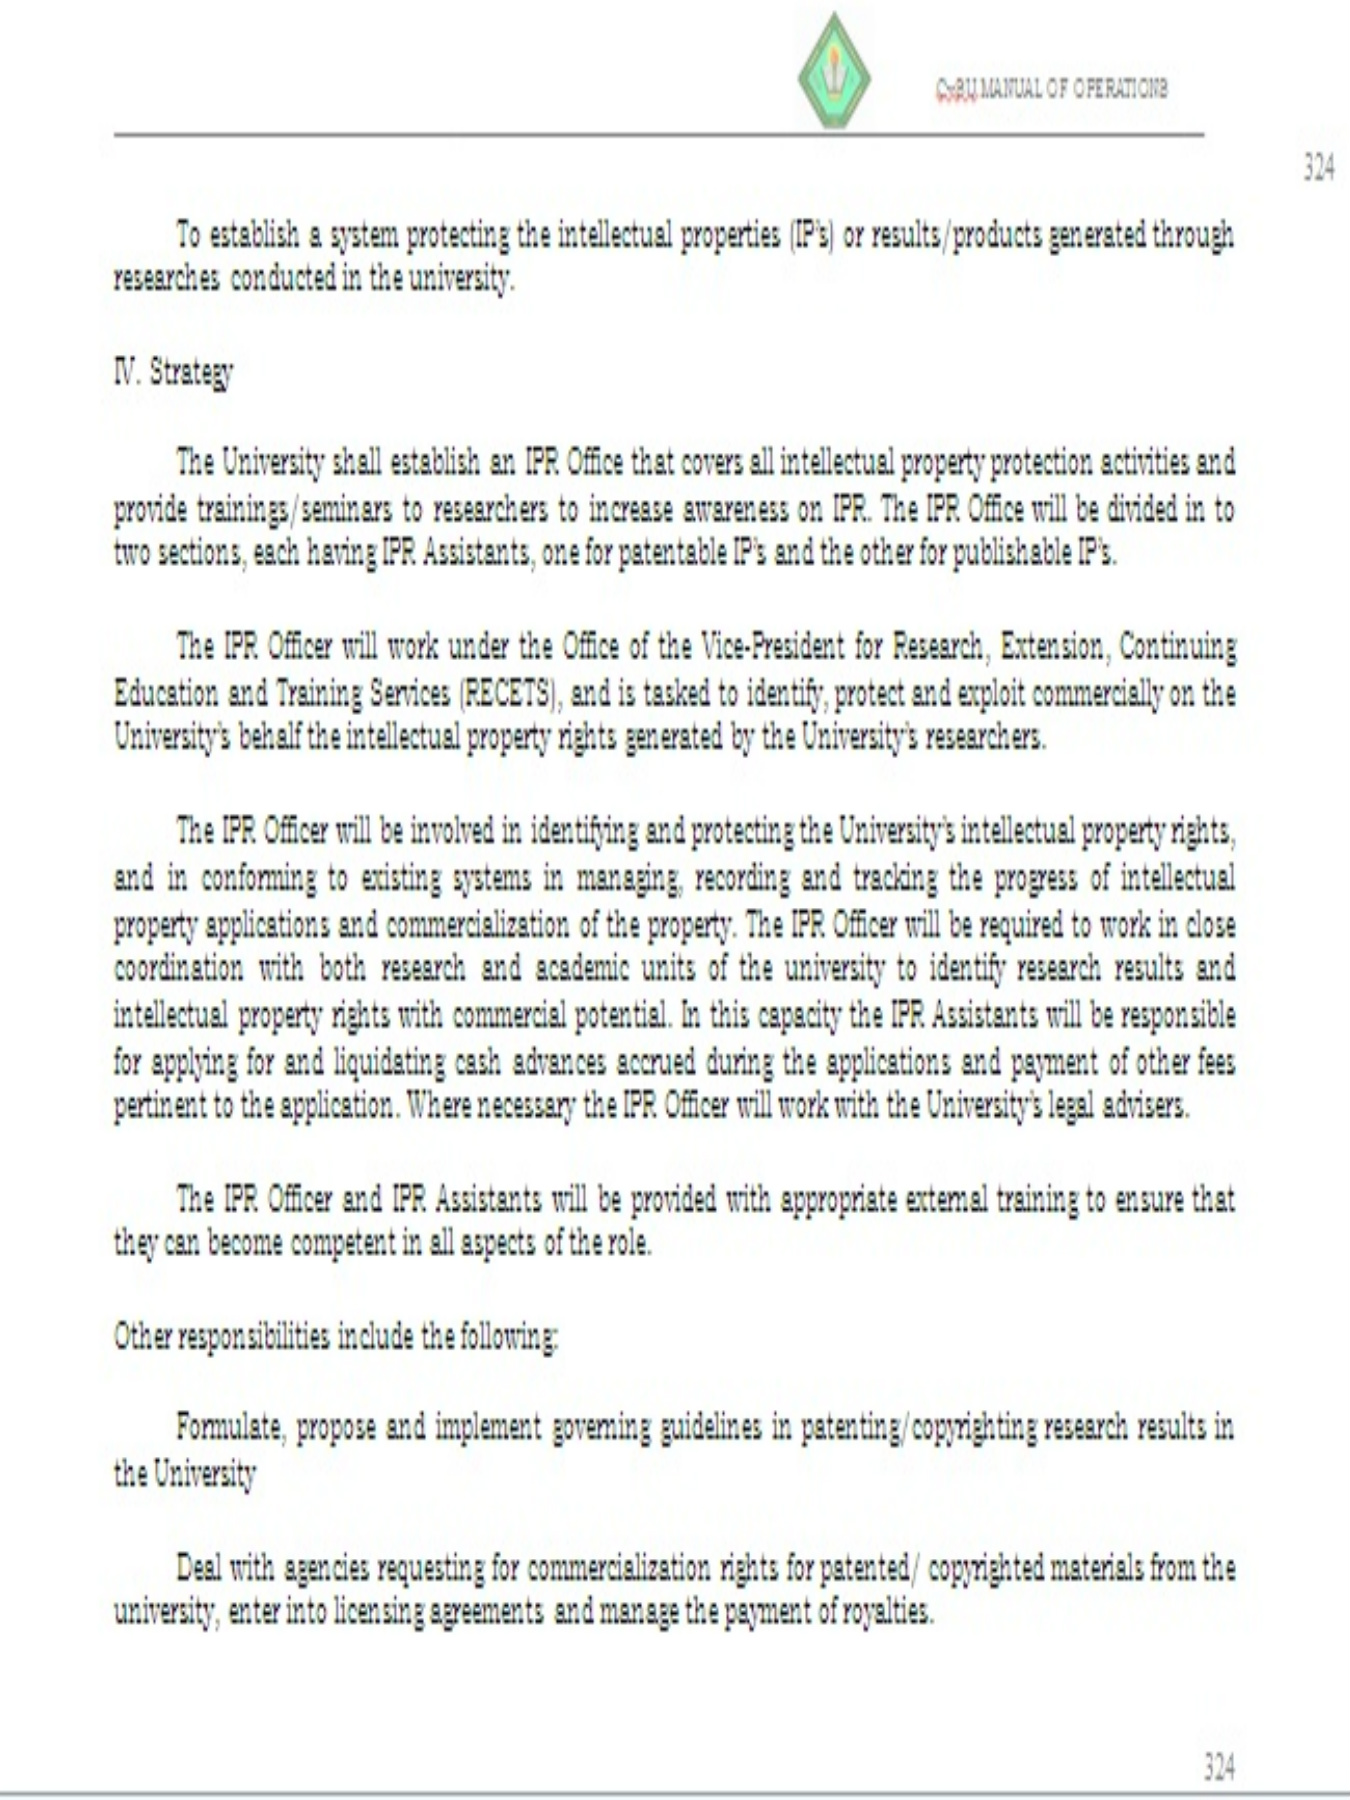 CvSU MANUAL OF OPERATIONS
324
To establish a system protecting the intellectual properties (IP's) or results/products generated through
researches conducted in the university.
IV. Strategy
The University shall establish an IPR Office that covers all intellectual property protection activities and
provide trainings/seminars to researchers to increase awareness on IPR. The IPR Office will be divided in to
two sections, each having IPR Assistants, one for patentable IP's and the other for publishable IP's.
The IPR Officer will work under the Office of the Vice-President for Research, Extension, Continuing
Education and Training Services (RECETS), and is tasked to identify, protect and exploit commercially on the
University's behalf the intellectual property rights generated by the University's researchers.
The IPR Officer will be involved in identifying and protecting the University's intellectual property rights,
and in conforming to existing systems in managing, recording and tracking the progress of intellectual
property applications and commercialization of the property. The IPR Officer will be required to work in close
coordination with both research and academic units of the university to identify research results and
intellectual property rights with commercial potential. In this capacity the IPR Assistants will be responsible
for applying for and liquidating cash advances accrued during the applications and payment of other fees
pertinent to the application. Where necessary the IPR Officer will work with the University's legal advisers.
The IPR Officer and IPR Assistants will be provided with appropriate external training to ensure that
they can become competent in all aspects of the role.
Other responsibilities include the following;
Formulate, propose and implement governing guidelines in patenting/copyrighting research results in
the University
Deal with agencies requesting for commercialization rights for patented/ copyrighted materials from the
university, enter into licensing agreements and manage the payment of royalties.
324